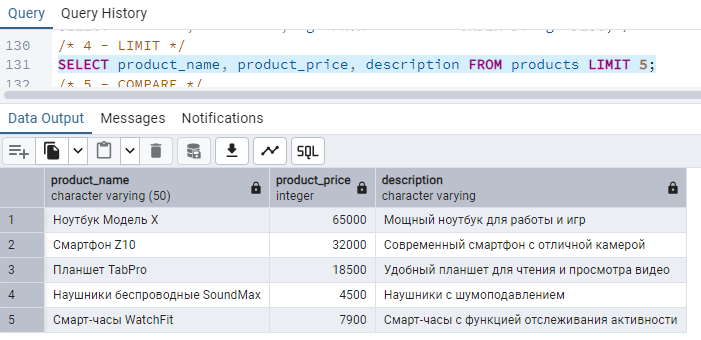 Query Query History
130 /* 4 - LIMIT */
131 SELECT product_name, product_price, description FROM products LIMIT 5;
132 /* 5 - COMPARE */
Data Output Messages Notifications
SQL
product_name product_price description
character varying (50) integer character varying
1 Ноутбук Модель X 65000 Мощный ноутбук для работы и игр
2 Смартфон Z10 32000 Современный смартфон с отличной камерой
3 Планшет TabPro 18500 Удобный планшет для чтения и просмотра видео
4 Наушники беспроводные SoundMax 4500 Наушники с шумоподавлением
5 Смарт-часы WatchFit 7900 Смарт-часы с функцией отслеживания активности